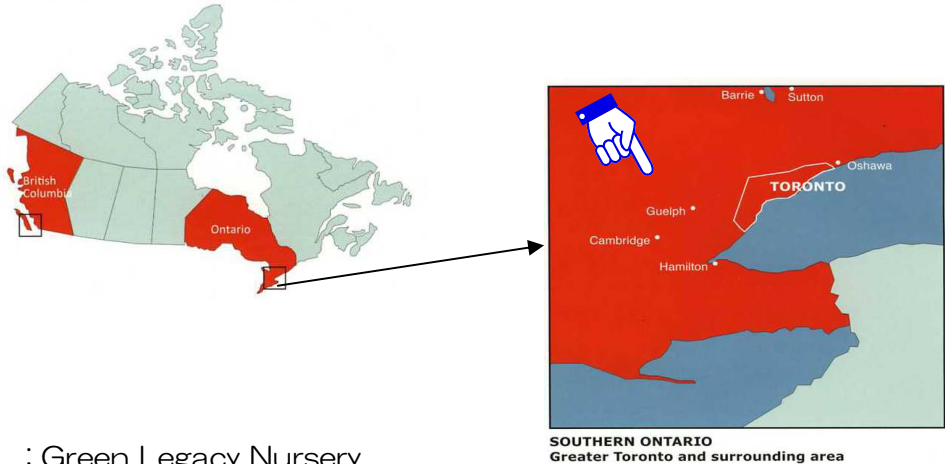 British
Columbia
Ontario
Barrie
Sutton
Oshawa
TORONTO
Guelph
Cambridge
Hamilton
SOUTHERN ONTARIO
Greater Toronto and surrounding area
: Green Legacy Nursery